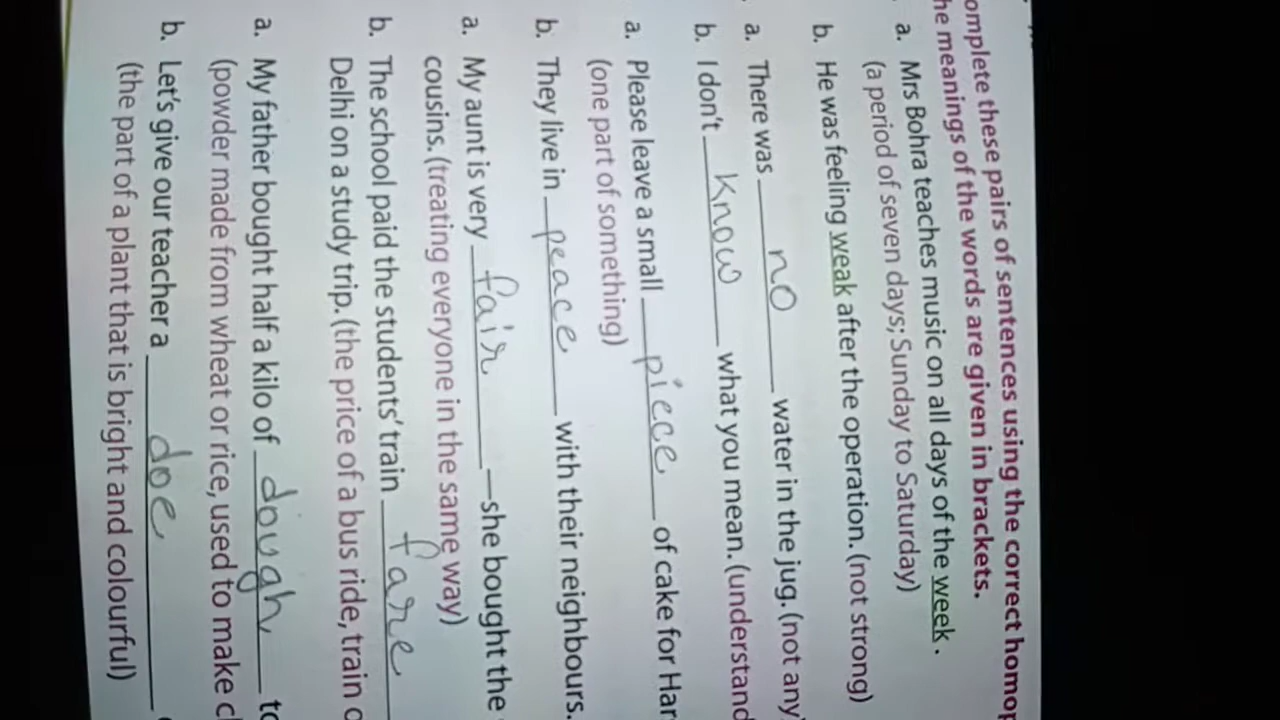 omplete these pairs of sentences using the correct
he meanings of the words are given in brackets.
a. Mrs Bohra teaches music on all days of the week.
(a period of seven days; Sunday to Saturday)
b. He was feeling weak after the operation. (not strong)
a. There was no water in the jug. (not any)
b. I don't know what you mean. (understand
a. Please leave a small piece of cake for
(one part of something)
b. They live in peace with their neighbours.
a. My aunt is very fair —she bought the
cousins. (treating everyone in the same way)
b. The school paid the students' train fare
Delhi on a study trip. (the price of a bus ride, train
a. My father bought half a kilo of dough to
(powder made from wheat or rice, used to make
b. Let's give our teacher a doe
(the part of a plant that is bright and colourful)